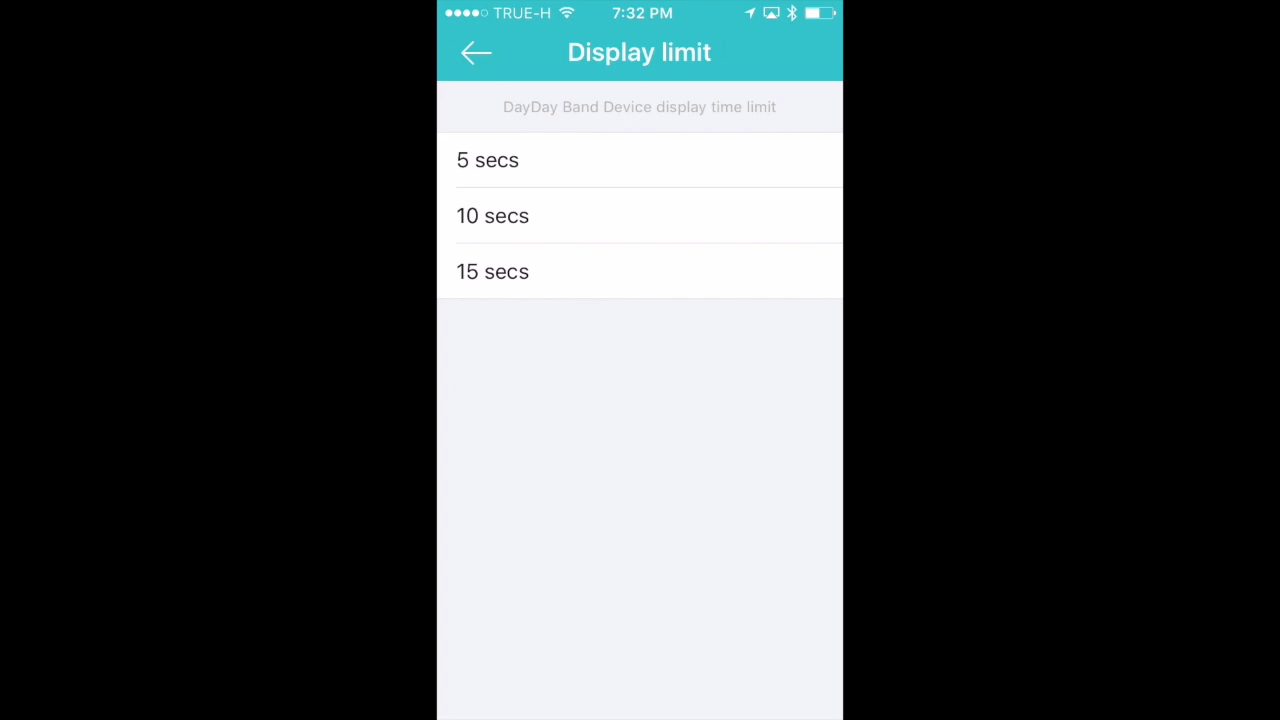 TRUE-H 7:32 PM
Display limit
DayDay Band Device display time limit
5 secs
10 secs
15 secs